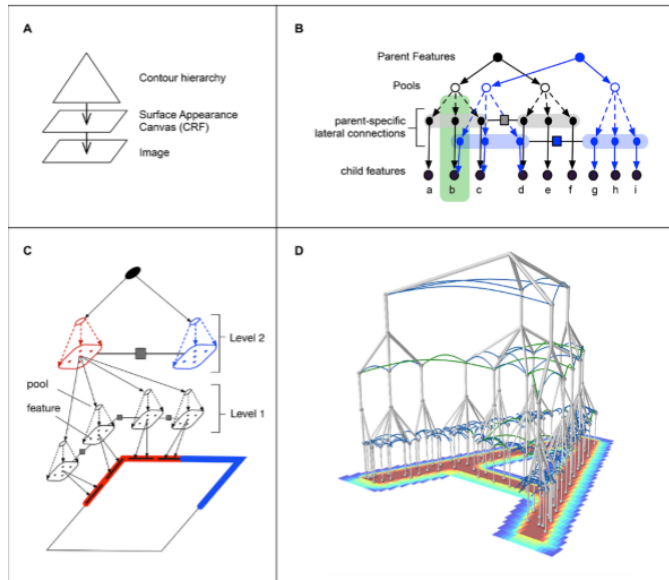 A
Contour hierarchy
Surface Appearance
Canvas (CRF)
Image
B
Parent Features
Pools
parent-specific
lateral connections
child features
a b c d e f g h i
C
Level 2
pool
feature
Level 1
D